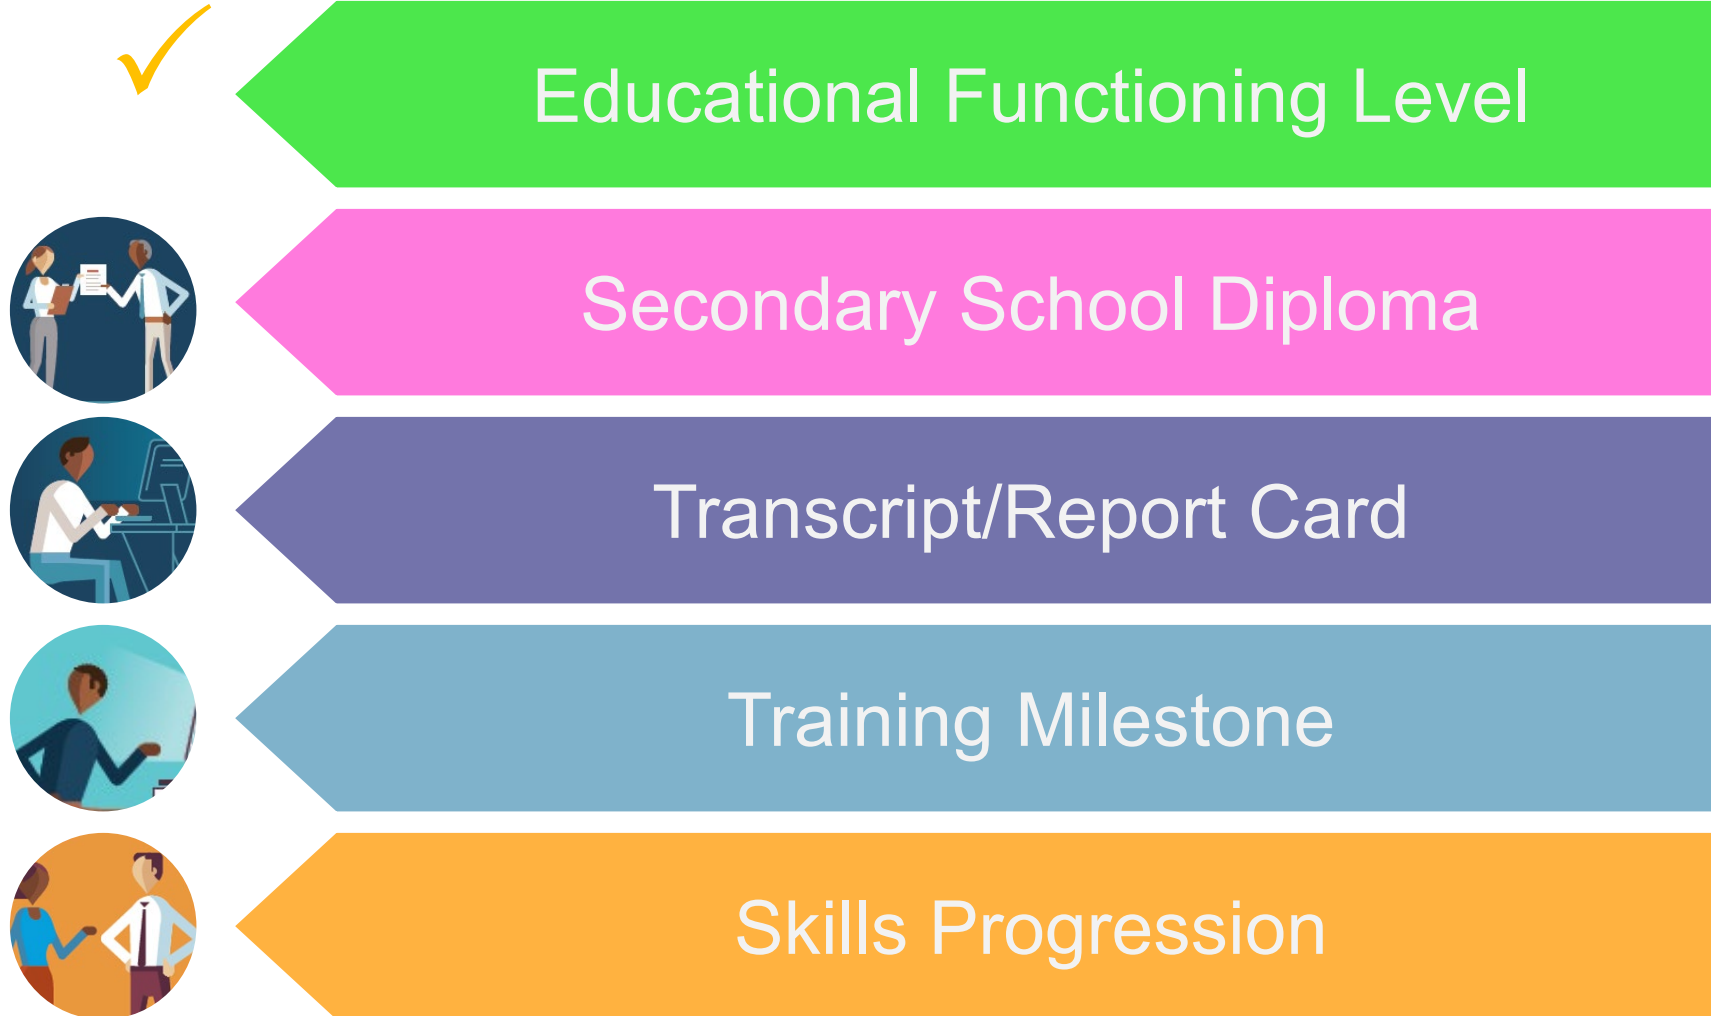 Educational Functioning Level
Secondary School Diploma
Transcript/Report Card
Training Milestone
Skills Progression